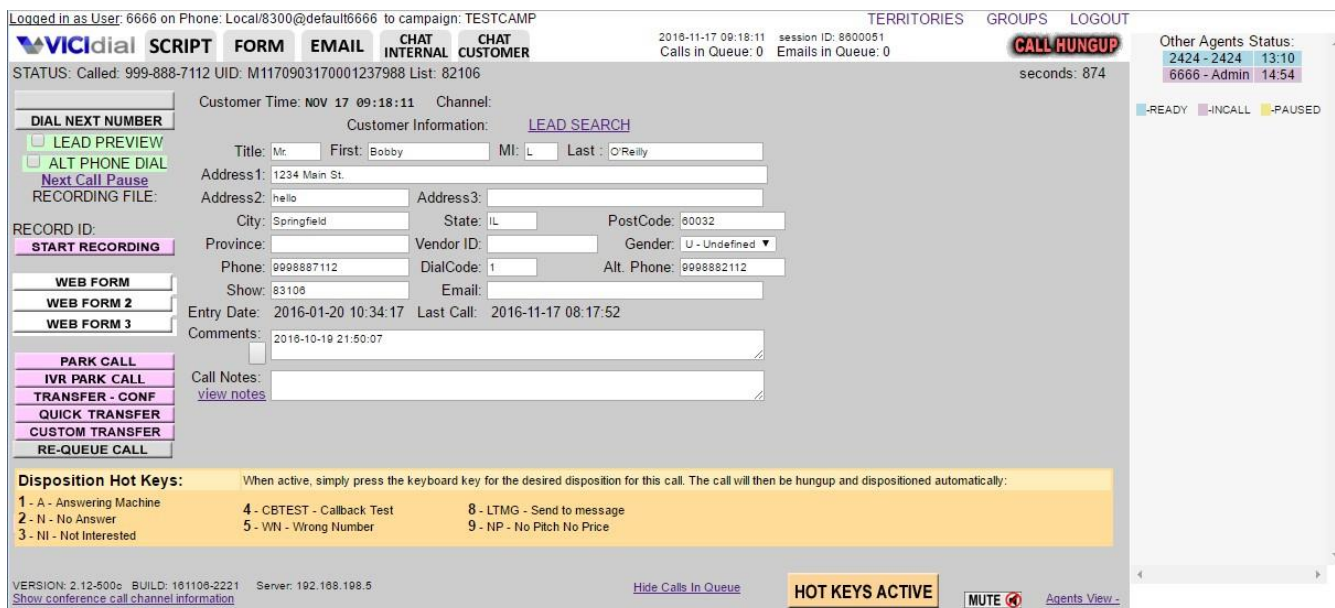 Logged in as User: 6666 on Phone: Local/8300@default6666 to campaign: TESTCAMP
TERRITORIES GROUPS LOGOUT
VICIdial SCRIPT FORM EMAIL CHAT INTERNAL CHAT CUSTOMER
2016-11-17 09:18:11 session ID: 8600051
Calls in Queue: 0 Emails in Queue: 0
CALL HUNGUP
STATUS: Called: 999-888-7112 UID: M1170903170001237988 List: 82106 seconds: 874
Other Agents Status:
2424 - 2424 13:10
6666 - Admin 14:54
-READY -INCALL -PAUSED
DIAL NEXT NUMBER
LEAD PREVIEW
ALT PHONE DIAL
Next Call Pause
RECORDING FILE:
RECORD ID:
START RECORDING
WEB FORM
WEB FORM 2
WEB FORM 3
PARK CALL
IVR PARK CALL
TRANSFER - CONF
QUICK TRANSFER
CUSTOM TRANSFER
RE-QUEUE CALL
Customer Time: NOV 17 09:18:11 Channel:
Customer Information: LEAD SEARCH
Title: Mr. First: Bobby MI: L Last : O'Reilly
Address1: 1234 Main St.
Address2: hello Address3:
City: Springfield State: IL PostCode: 60032
Province: Vendor ID: Gender: U - Undefined
Phone: 9998887112 DialCode: 1 Alt. Phone: 9998882112
Show: 83106 Email:
Entry Date: 2016-01-20 10:34:17 Last Call: 2016-11-17 08:17:52
Comments: 2016-10-19 21:50:07
Call Notes:
view notes
Disposition Hot Keys: When active, simply press the keyboard key for the desired disposition for this call. The call will then be hungup and dispositioned automatically:
1 - A - Answering Machine
2 - N - No Answer
3 - NI - Not Interested
4 - CBTEST - Callback Test
5 - WN - Wrong Number
8 - LTMG - Send to message
9 - NP - No Pitch No Price
VERSION: 2.12-500c BUILD: 161106-2221 Server: 192.168.198.5
Show conference call channel information
Hide Calls In Queue
HOT KEYS ACTIVE
MUTE
Agents View -